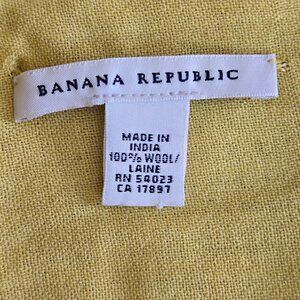 BANANA REPUBLIC
MADE IN
INDIA
100% WOOL/
LAINE
RN 54023
CA 17897